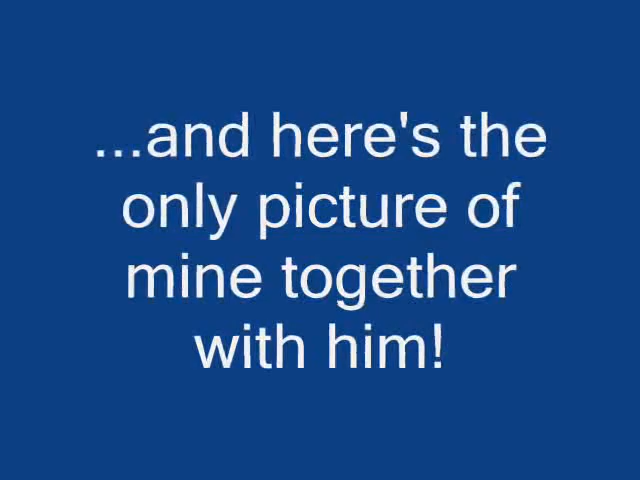 ...and here's the
only picture of
mine together
with him!